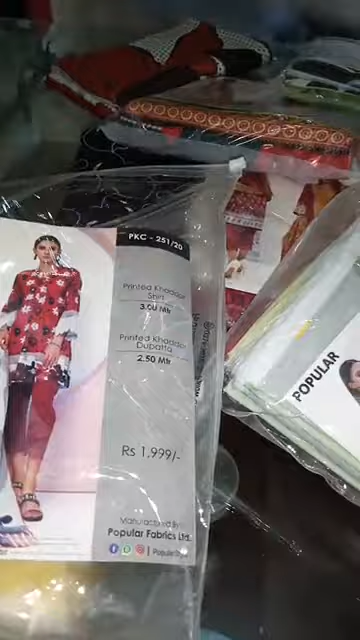 PKC - 251/20
Printed Khaddar
Shirt
3.00 Mtr
Printed Khaddar
Dupatta
2.50 Mtr
Rs 1,999/-
Manufactured By:
Popular Fabrics Ltd.
POPULAR